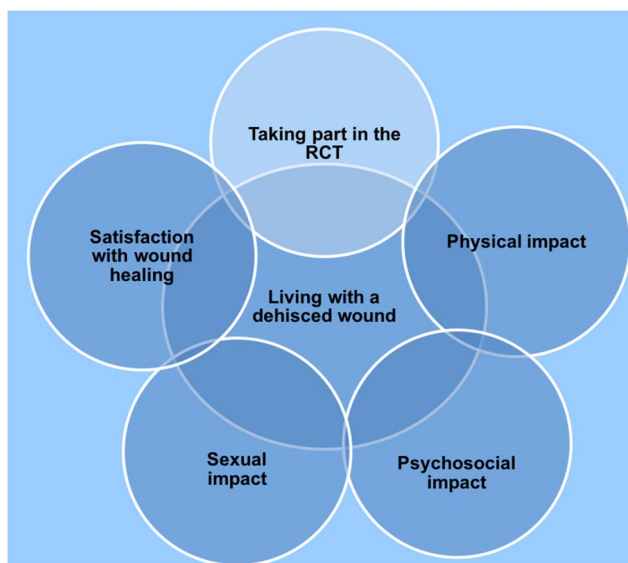 Taking part in the
RCT
Satisfaction
with wound
healing
Physical impact
Living with a
dehisced wound
Sexual
impact
Psychosocial
impact